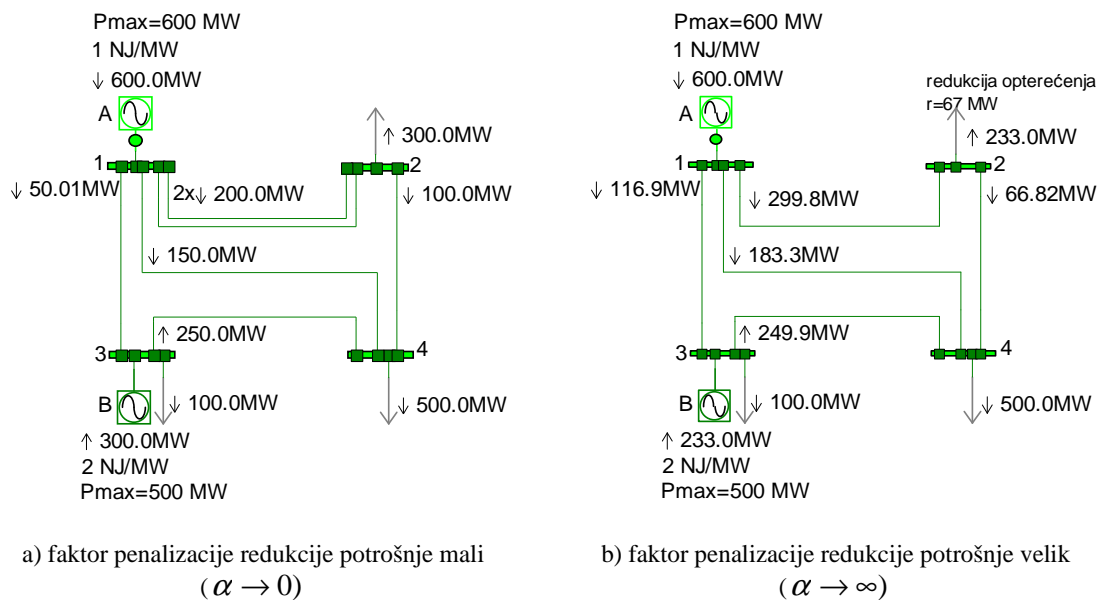 Pmax=600 MW
1 NJ/MW
↓ 600.0MW
A
↑ 300.0MW
1
2
↓ 50.01MW
2x↓ 200.0MW
↓ 100.0MW
↓ 150.0MW
↑ 250.0MW
3
4
B
↓ 100.0MW
↓ 500.0MW
↑ 300.0MW
2 NJ/MW
Pmax=500 MW
a) faktor penalizacije redukcije potrošnje mali
(α → 0)
Pmax=600 MW
1 NJ/MW
↓ 600.0MW
redukcija opterećenja
r=67 MW
A
↑ 233.0MW
1
2
↓ 116.9MW
↓ 299.8MW
↓ 66.82MW
↓ 183.3MW
↑ 249.9MW
3
4
B
↓ 100.0MW
↓ 500.0MW
↑ 233.0MW
2 NJ/MW
Pmax=500 MW
b) faktor penalizacije redukcije potrošnje velik
(α → ∞)